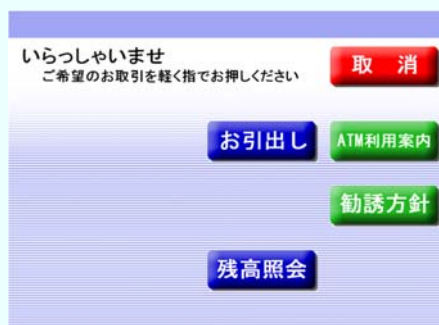 いらっしゃいませ
ご希望のお取引を軽く指でお押しください
取 消
お引出し
ATM利用案内
勧誘方針
残高照会